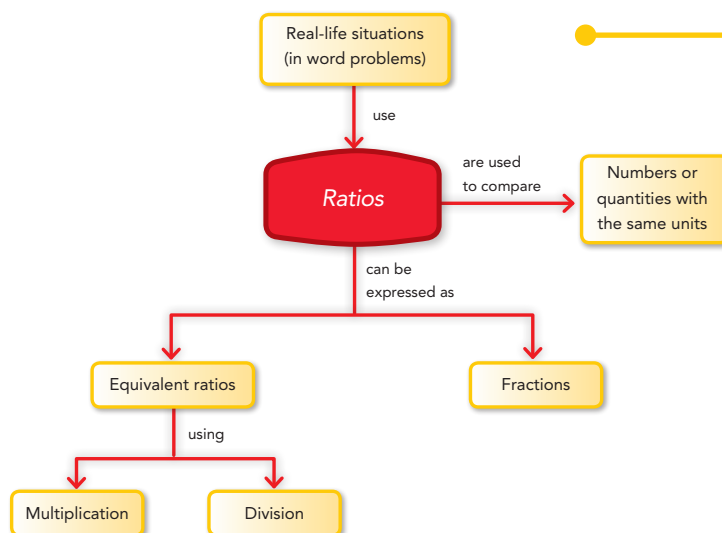 Real-life situations
(in word problems)
use
Ratios
are used
to compare
Numbers or
quantities with
the same units
can be
expressed as
Equivalent ratios
Fractions
using
Multiplication
Division